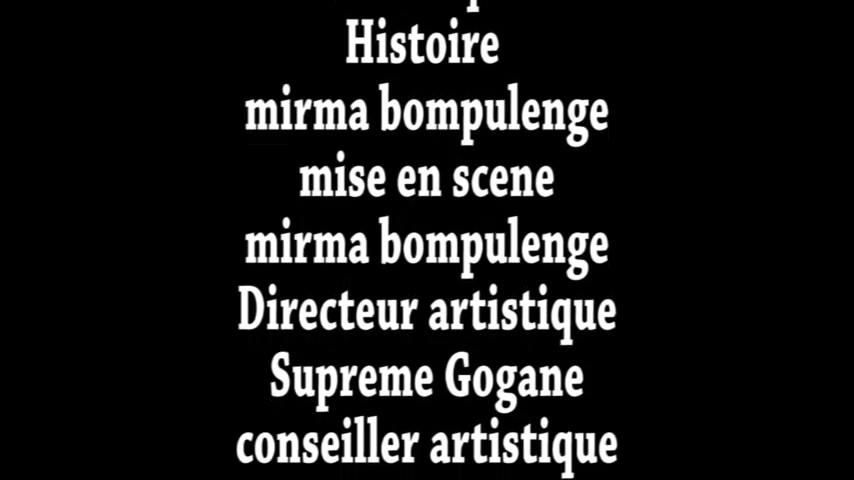 Histoire
mirma bompulenge
mise en scene
mirma bompulenge
Directeur artistique
Supreme Gogane
conseiller artistique